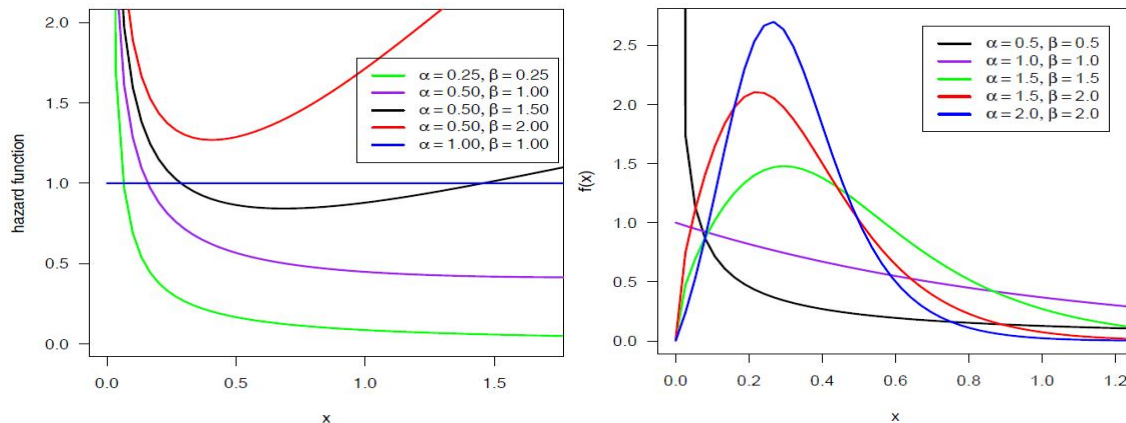 hazard function
2.0
1.5
1.0
0.5
0.0
α = 0.25, β = 0.25
α = 0.50, β = 1.00
α = 0.50, β = 1.50
α = 0.50, β = 2.00
α = 1.00, β = 1.00
0.0 0.5 1.0 1.5
x
f(x)
2.5
2.0
1.5
1.0
0.5
0.0
α = 0.5, β = 0.5
α = 1.0, β = 1.0
α = 1.5, β = 1.5
α = 1.5, β = 2.0
α = 2.0, β = 2.0
0.0 0.2 0.4 0.6 0.8 1.0 1.2
x